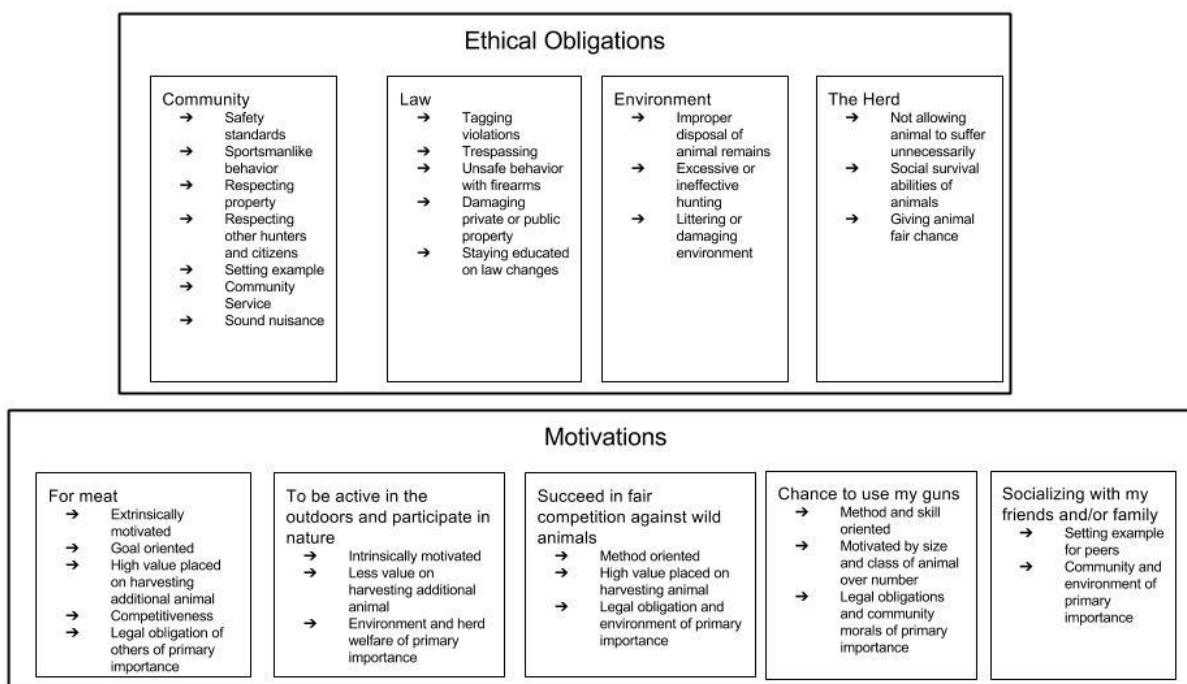 Ethical Obligations
Community
➔ Safety
standards
➔ Sportsmanlike
behavior
➔ Respecting
property
➔ Respecting
other hunters
and citizens
➔ Setting example
➔ Community
Service
➔ Sound nuisance
Law
➔ Tagging
violations
➔ Trespassing
➔ Unsafe behavior
with firearms
➔ Damaging
private or public
property
➔ Staying educated
on law changes
Environment
➔ Improper
disposal of
animal remains
➔ Excessive or
ineffective
hunting
➔ Littering or
damaging
environment
The Herd
➔ Not allowing
animal to suffer
unnecessarily
➔ Social survival
abilities of
animals
➔ Giving animal
fair chance
Motivations
For meat
➔ Extrinsically
motivated
➔ Goal oriented
➔ High value placed
on harvesting
additional animal
➔ Competitiveness
➔ Legal obligation of
others of primary
importance
To be active in the
outdoors and participate in
nature
➔ Intrinsically motivated
➔ Less value on
harvesting additional
animal
➔ Environment and herd
welfare of primary
importance
Succeed in fair
competition against wild
animals
➔ Method oriented
➔ High value placed on
harvesting animal
➔ Legal obligation and
environment of primary
importance
Chance to use my guns
➔ Method and skill
oriented
➔ Motivated by size
and class of animal
over number
➔ Legal obligations
and community
morals of primary
importance
Socializing with my
friends and/or family
➔ Setting example
for peers
➔ Community and
environment of
primary
importance